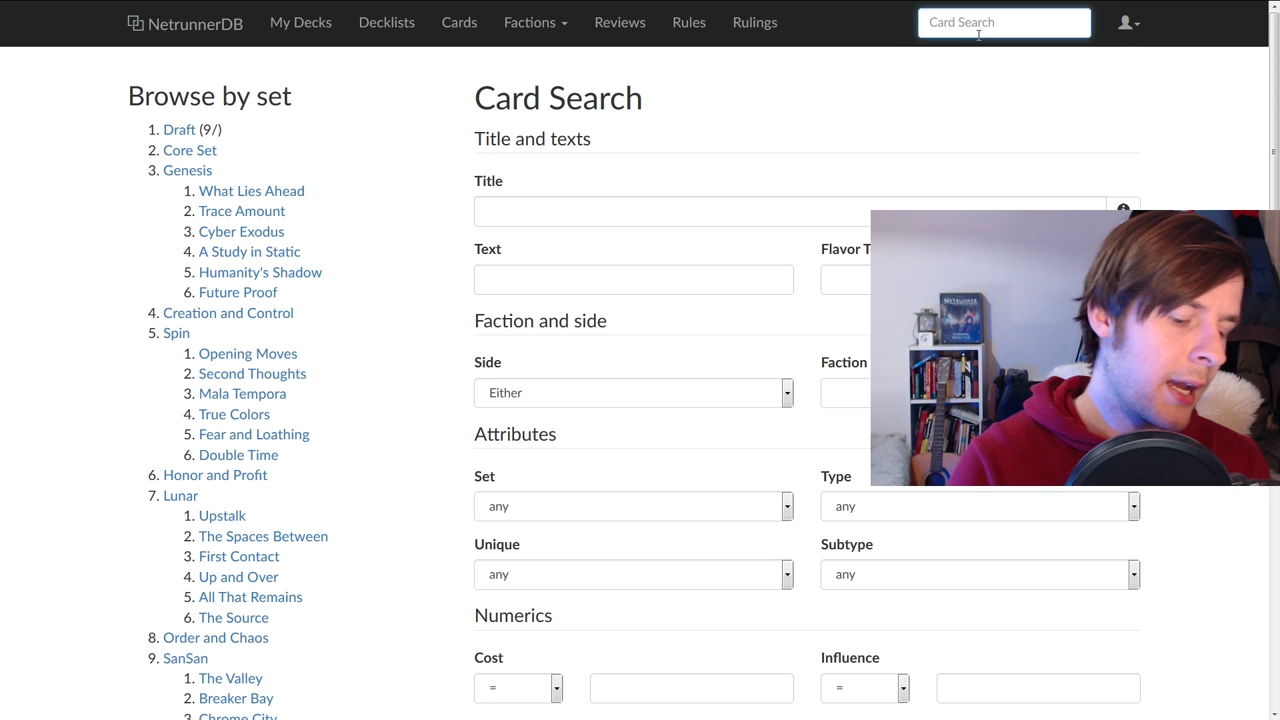 NetrunnerDB My Decks Decklists Cards Factions Reviews Rules Rulings Card Search
Browse by set
1. Draft (9/)
2. Core Set
3. Genesis
1. What Lies Ahead
2. Trace Amount
3. Cyber Exodus
4. A Study in Static
5. Humanity's Shadow
6. Future Proof
4. Creation and Control
5. Spin
1. Opening Moves
2. Second Thoughts
3. Mala Tempora
4. True Colors
5. Fear and Loathing
6. Double Time
6. Honor and Profit
7. Lunar
1. Upstalk
2. The Spaces Between
3. First Contact
4. Up and Over
5. All That Remains
6. The Source
8. Order and Chaos
9. SanSan
1. The Valley
2. Breaker Bay
3. Chrome City
Card Search
Title and texts
Title
Text Flavor T
Faction and side
Side Faction
Either
Attributes
Set Type
any any
Unique Subtype
any any
Numerics
Cost Influence
= =
NETRUNNER